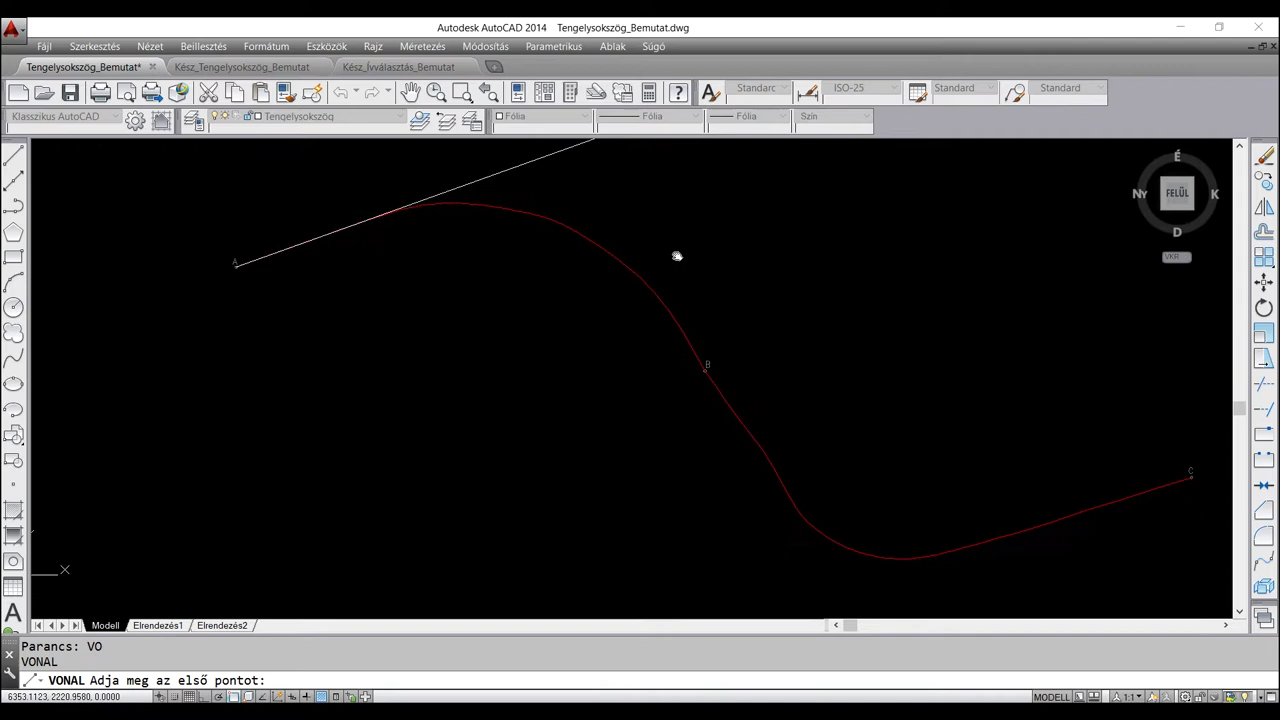 Autodesk AutoCAD 2014 Tengelysokszög_Bemutat.dwg
Fájl Szerkesztés Nézet Beillesztés Formátum Eszközök Rajz Méretezés Módosítás Parametrikus Ablak Súgó
Tengelysokszög_Bemutat* Kész_Tengelysokszög_Bemutat Kész_Ívválasztás_Bemutat
Standarc ISO-25 Standard Standard
Klasszikus AutoCAD Tengelysokszög Fólia Fólia Fólia Szín
É
Ny FELÜL K
D
VKR
A
B
C
Modell Elrendezés1 Elrendezés2
Parancs: VO
VONAL
VONAL Adja meg az első pontot:
6353.1123, 2220.9580, 0.0000 MODELL 1:1